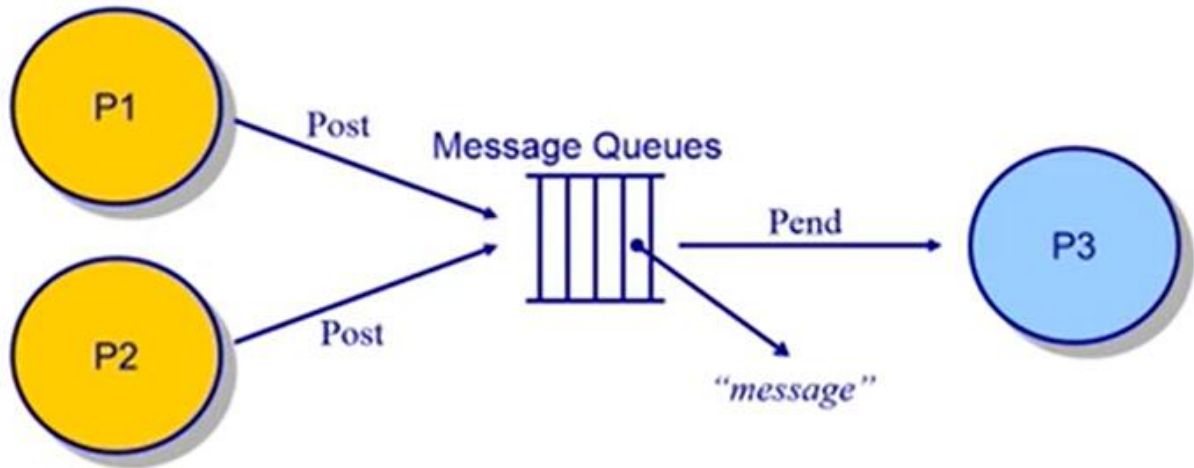 P1
Post
Message Queues
Pend
P3
P2
Post
“message”